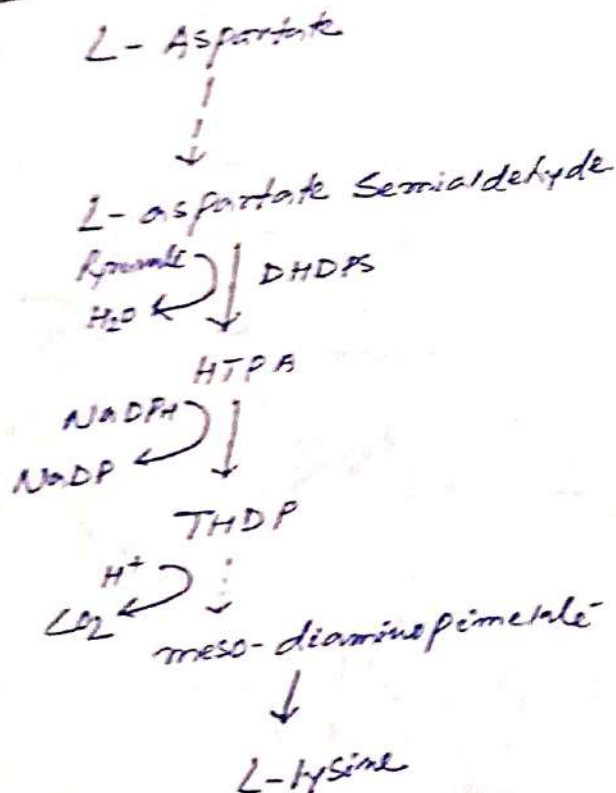 L- Aspartate
L- aspartate Semialdehyde
Pyruvate
DHDPS
H₂O
HTPA
NaDPH
NaDP
THDP
H⁺
CO₂
meso-diaminopimelate
L-lysine